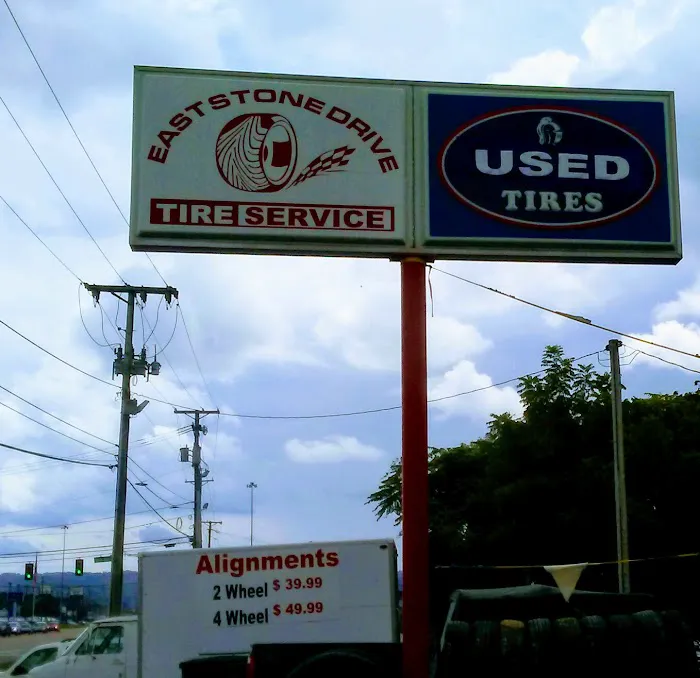 EASTSTONE DRIVE
TIRE SERVICE
USED
TIRES
Alignments
2 Wheel $ 39.99
4 Wheel $ 49.99